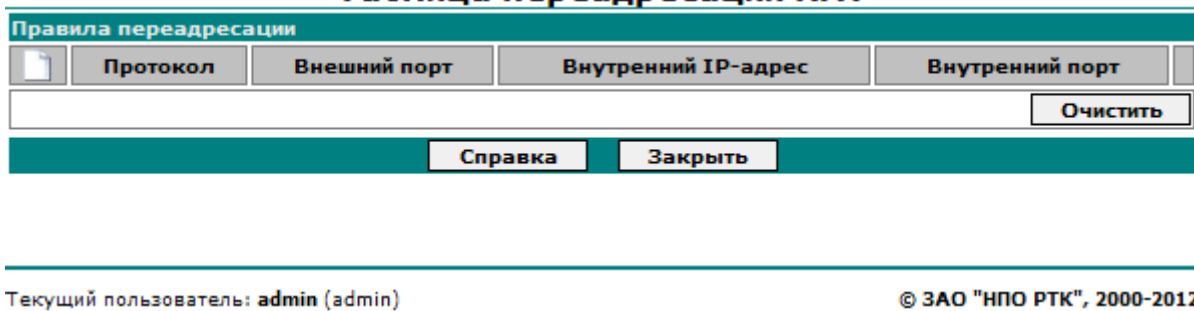 Правила переадресации
Протокол Внешний порт Внутренний IP-адрес Внутренний порт
Очистить
Справка Закрыть
Текущий пользователь: admin (admin) © ЗАО "НПО РТК", 2000-2012